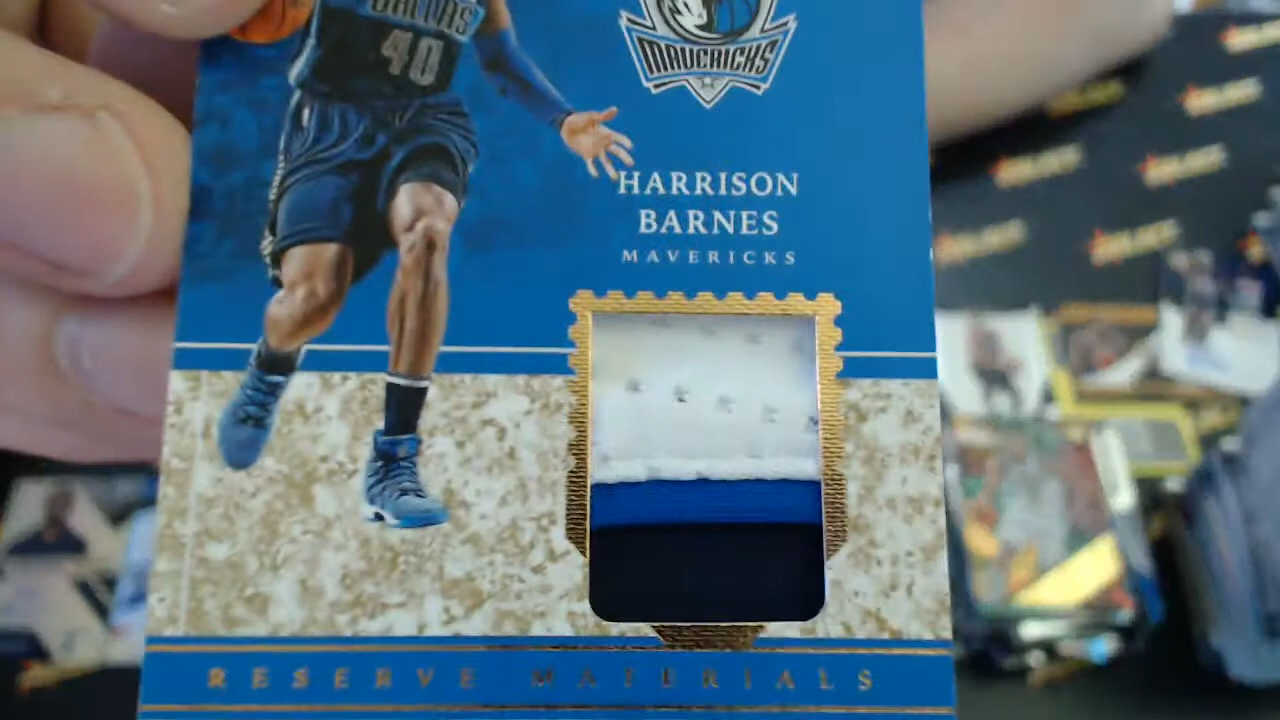 DALLAS
40
MAVERICKS
HARRISON
BARNES
MAVERICKS
RESERVE MATERIALS